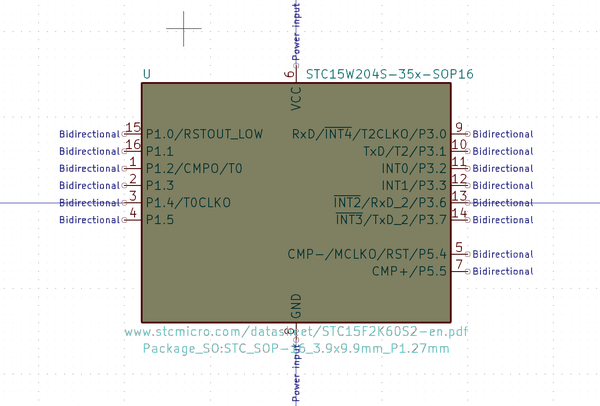 Power input
6
VCC
U
STC15W204S-35x-SOP16
Bidirectional 15 P1.0/RSTOUT_LOW
Bidirectional 16 P1.1
Bidirectional 1 P1.2/CMPO/T0
Bidirectional 2 P1.3
Bidirectional 3 P1.4/T0CLKO
Bidirectional 4 P1.5
RxD/INT4/T2CLKO/P3.0 9 Bidirectional
TxD/T2/P3.1 10 Bidirectional
INT0/P3.2 11 Bidirectional
INT1/P3.3 12 Bidirectional
INT2/RxD_2/P3.6 13 Bidirectional
INT3/TxD_2/P3.7 14 Bidirectional
CMP-/MCLKO/RST/P5.4 5 Bidirectional
CMP+/P5.5 7 Bidirectional
GND
8
www.stcmicro.com/datasheet/STC15F2K60S2-en.pdf
Package_SO:STC_SOP-16_3.9x9.9mm_P1.27mm
Power input